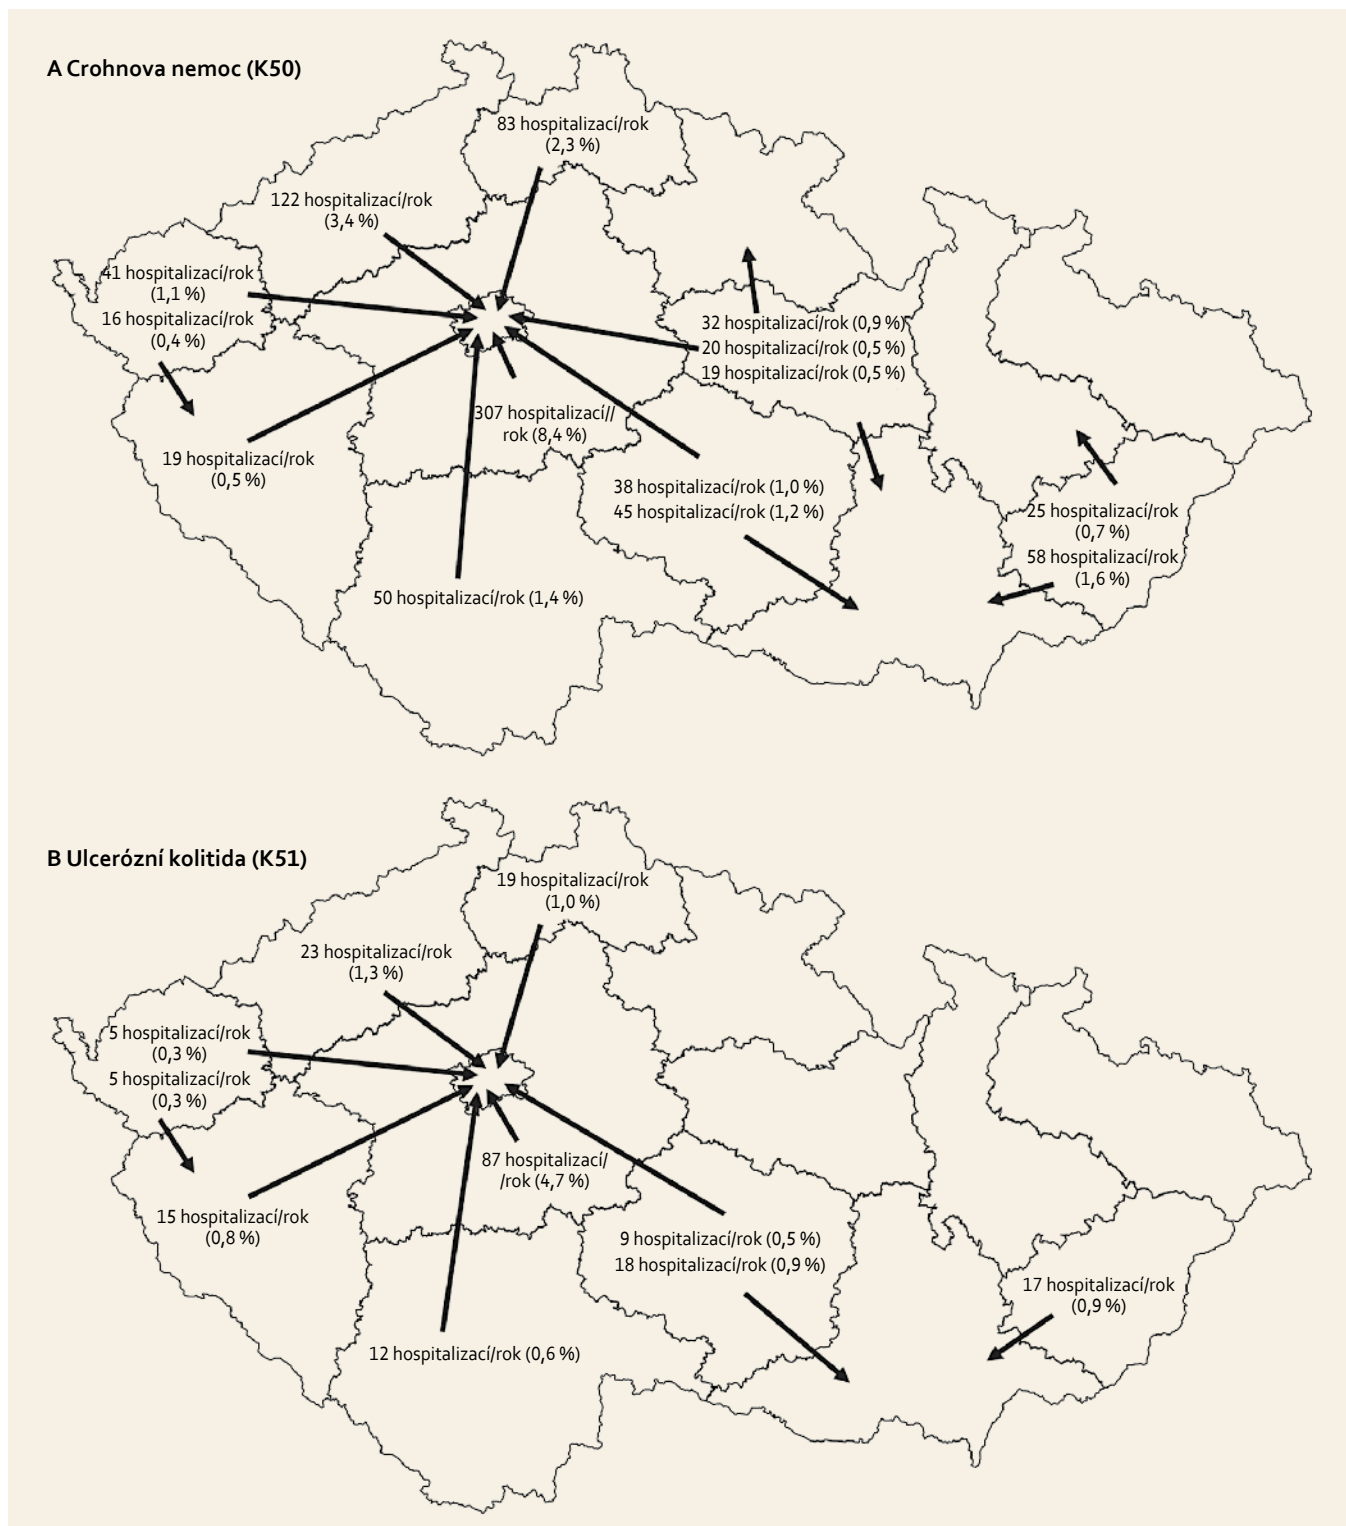 A Crohnova nemoc (K50)
83 hospitalizací/rok
(2,3 %)
122 hospitalizací/rok
(3,4 %)
41 hospitalizací/rok
(1,1 %)
16 hospitalizací/rok
(0,4 %)
32 hospitalizací/rok (0,9 %)
20 hospitalizací/rok (0,5 %)
19 hospitalizací/rok (0,5 %)
307 hospitalizací//
rok (8,4 %)
19 hospitalizací/rok
(0,5 %)
38 hospitalizací/rok (1,0 %)
45 hospitalizací/rok (1,2 %)
25 hospitalizací/rok
(0,7 %)
58 hospitalizací/rok
(1,6 %)
50 hospitalizací/rok (1,4 %)
B Ulcerózní kolitida (K51)
19 hospitalizací/rok
(1,0 %)
23 hospitalizací/rok
(1,3 %)
5 hospitalizací/rok
(0,3 %)
5 hospitalizací/rok
(0,3 %)
87 hospitalizací/
/rok (4,7 %)
15 hospitalizací/rok
(0,8 %)
9 hospitalizací/rok (0,5 %)
18 hospitalizací/rok (0,9 %)
17 hospitalizací/rok
(0,9 %)
12 hospitalizací/rok (0,6 %)